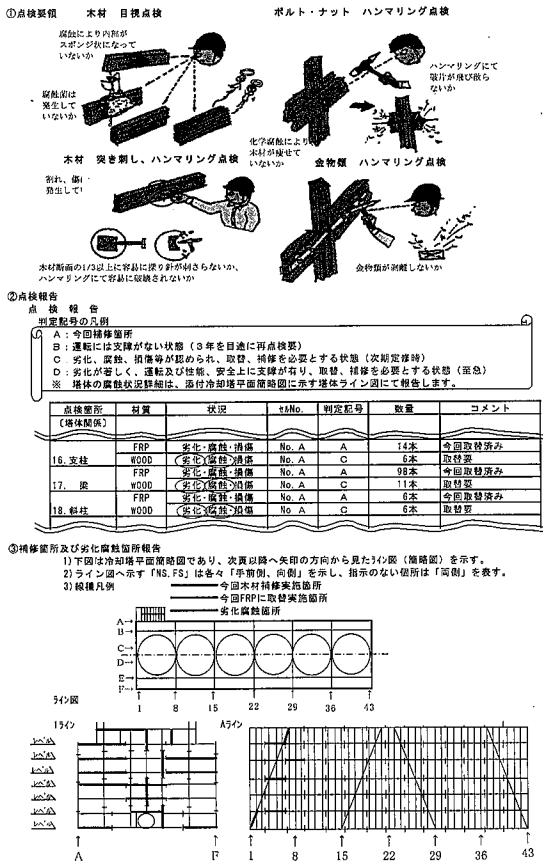 ①点検要領　木材　目視点検
ボルト・ナット　ハンマリング点検
腐蝕により内部が
スポンジ状になって
いないか
腐蝕菌は
発生して
いないか
ハンマリングにて
破片が飛び散ら
ないか
化学腐蝕により
木材が痩せて
いないか
木材　突き刺し、ハンマリング点検
金物類　ハンマリング点検
割れ、傷
発生して
木材断面の1/3以上に容易に探り針が刺さらないか、
ハンマリングにて容易に破壊されないか
金物類が剥離しないか
②点検報告
点　検　報　告
判定記号の凡例
A：今回補修箇所
B：運転には支障がない状態（３年を目途に再点検要）
C：劣化、腐蝕、損傷等が認められ、取替、補修を必要とする状態（次期定修時）
D：劣化が著しく、運転及び性能、安全上に支障が有り、取替、補修を必要とする状態（至急）
※　塔体の腐蝕状況詳細は、添付冷却塔平面簡略図に示す塔体ライン図にて報告します。
点検箇所　材質　状況　ｾﾙNo.　判定記号　数量　コメント
〔塔体関係〕
FRP　劣化・腐蝕・損傷　No. A　A　14本　今回取替済み
16.支柱　WOOD　劣化・腐蝕・損傷　No. A　C　6本　取替要
FRP　劣化・腐蝕・損傷　No. A　A　98本　今回取替済み
17.　梁　WOOD　劣化・腐蝕・損傷　No. A　C　11本　取替要
FRP　劣化・腐蝕・損傷　No. A　A　6本　今回取替済み
18.斜柱　WOOD　劣化・腐蝕・損傷　No. A　C　6本　取替要
③補修箇所及び劣化腐蝕箇所報告
1)下図は冷却塔平面簡略図であり、次頁以降へ矢印の方向から見たﾗｲﾝ図（簡略図）を示す。
2)ライン図へ示す「NS.FS」は各々「手前側、向側」を示し、指示のない個所は「両側」を表す。
3)線種凡例
今回木材補修実施箇所
今回FRPに取替実施箇所
劣化腐蝕箇所
A→
B→
C→
D→
E→
F→
1　8　15　22　29　36　43
ﾗｲﾝ図
1ﾗｲﾝ
Aﾗｲﾝ
A　F
1　8　15　22　29　36　43